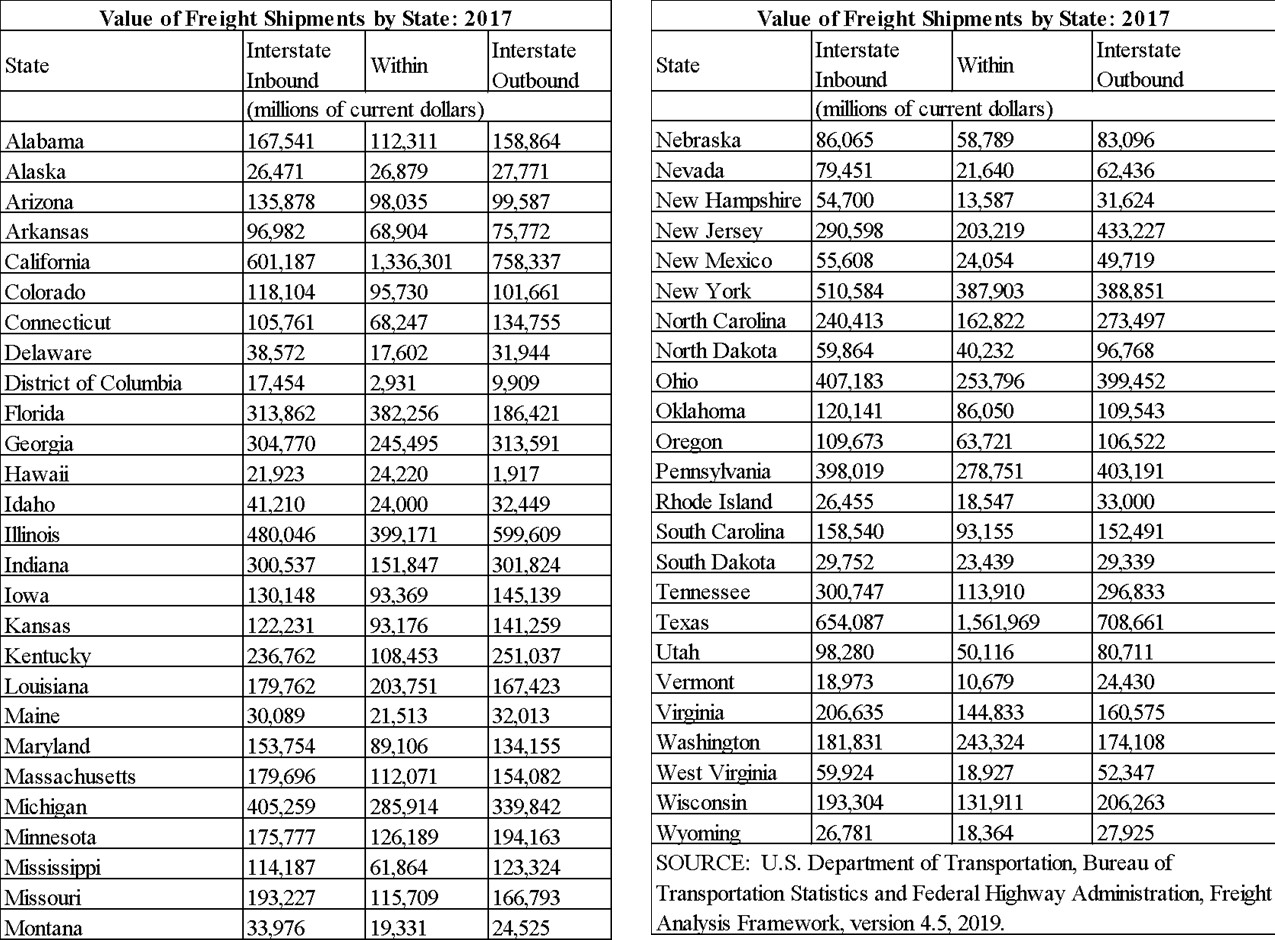 Value of Freight Shipments by State: 2017
State Interstate Inbound Within Interstate Outbound
(millions of current dollars)
Alabama 167,541 112,311 158,864
Alaska 26,471 26,879 27,771
Arizona 135,878 98,035 99,587
Arkansas 96,982 68,904 75,772
California 601,187 1,336,301 758,337
Colorado 118,104 95,730 101,661
Connecticut 105,761 68,247 134,755
Delaware 38,572 17,602 31,944
District of Columbia 17,454 2,931 9,909
Florida 313,862 382,256 186,421
Georgia 304,770 245,495 313,591
Hawaii 21,923 24,220 1,917
Idaho 41,210 24,000 32,449
Illinois 480,046 399,171 599,609
Indiana 300,537 151,847 301,824
Iowa 130,148 93,369 145,139
Kansas 122,231 93,176 141,259
Kentucky 236,762 108,453 251,037
Louisiana 179,762 203,751 167,423
Maine 30,089 21,513 32,013
Maryland 153,754 89,106 134,155
Massachusetts 179,696 112,071 154,082
Michigan 405,259 285,914 339,842
Minnesota 175,777 126,189 194,163
Mississippi 114,187 61,864 123,324
Missouri 193,227 115,709 166,793
Montana 33,976 19,331 24,525
Value of Freight Shipments by State: 2017
State Interstate Inbound Within Interstate Outbound
(millions of current dollars)
Nebraska 86,065 58,789 83,096
Nevada 79,451 21,640 62,436
New Hampshire 54,700 13,587 31,624
New Jersey 290,598 203,219 433,227
New Mexico 55,608 24,054 49,719
New York 510,584 387,903 388,851
North Carolina 240,413 162,822 273,497
North Dakota 59,864 40,232 96,768
Ohio 407,183 253,796 399,452
Oklahoma 120,141 86,050 109,543
Oregon 109,673 63,721 106,522
Pennsylvania 398,019 278,751 403,191
Rhode Island 26,455 18,547 33,000
South Carolina 158,540 93,155 152,491
South Dakota 29,752 23,439 29,339
Tennessee 300,747 113,910 296,833
Texas 654,087 1,561,969 708,661
Utah 98,280 50,116 80,711
Vermont 18,973 10,679 24,430
Virginia 206,635 144,833 160,575
Washington 181,831 243,324 174,108
West Virginia 59,924 18,927 52,347
Wisconsin 193,304 131,911 206,263
Wyoming 26,781 18,364 27,925
SOURCE: U.S. Department of Transportation, Bureau of
Transportation Statistics and Federal Highway Administration, Freight
Analysis Framework, version 4.5, 2019.